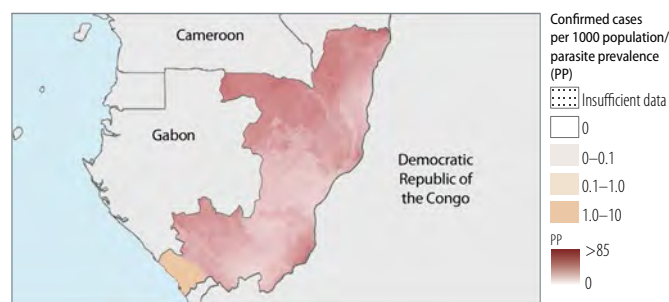 Cameroon
Gabon
Democratic
Republic of
the Congo
Confirmed cases
per 1000 population/
parasite prevalence
(PP)
Insufficient data
0
0–0.1
0.1–1.0
1.0–10
PP
>85
0